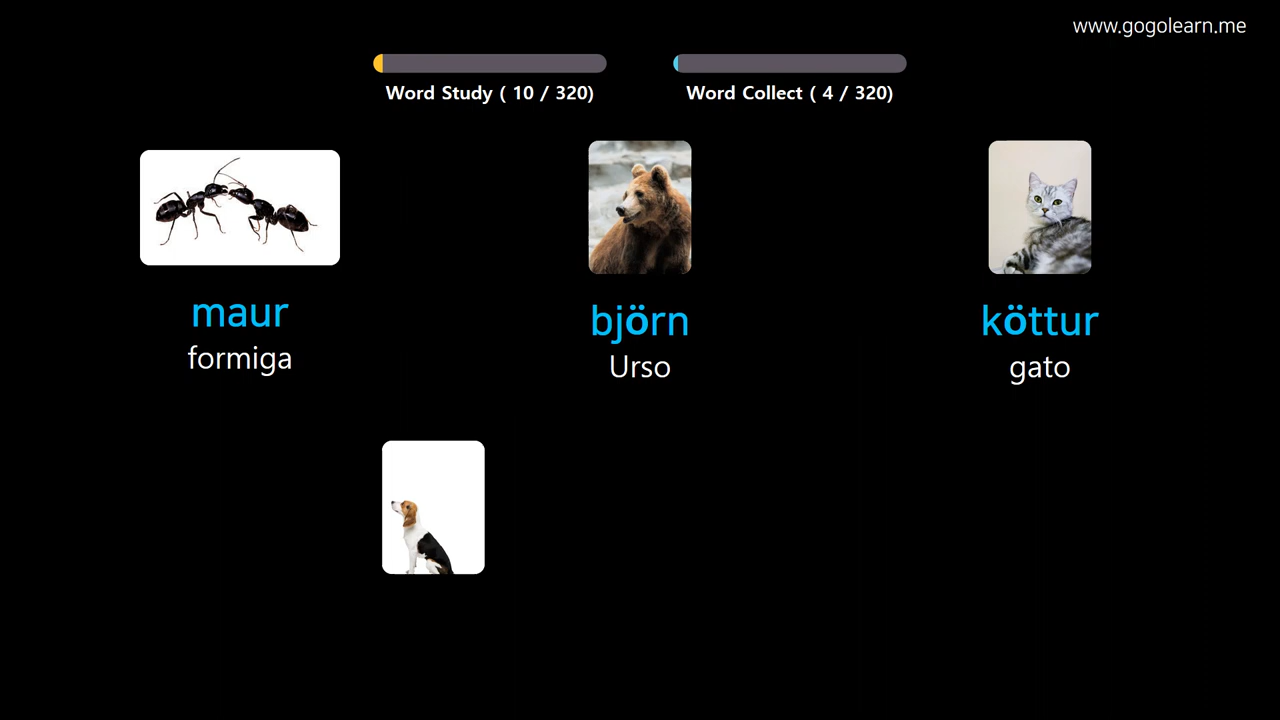 www.gogolearn.me
Word Study ( 10 / 320)
Word Collect ( 4 / 320)
maur
formiga
björn
Urso
köttur
gato